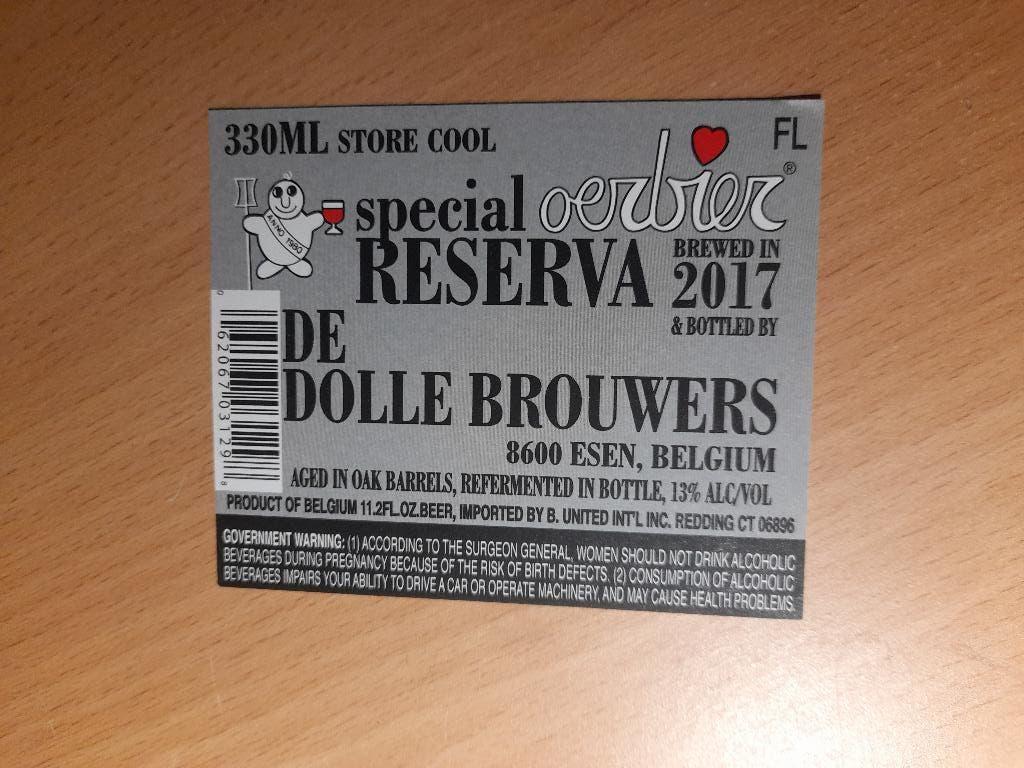 330ML STORE COOL
FL
ANNO 1980
special oerbier®
RESERVA
BREWED IN
2017
& BOTTLED BY
DE
DOLLE BROUWERS
8600 ESEN, BELGIUM
AGED IN OAK BARRELS, REFERMENTED IN BOTTLE, 13% ALC/VOL
PRODUCT OF BELGIUM 11.2FL.OZ.BEER, IMPORTED BY B. UNITED INT'L INC. REDDING CT 06896
GOVERNMENT WARNING: (1) ACCORDING TO THE SURGEON GENERAL, WOMEN SHOULD NOT DRINK ALCOHOLIC
BEVERAGES DURING PREGNANCY BECAUSE OF THE RISK OF BIRTH DEFECTS. (2) CONSUMPTION OF ALCOHOLIC
BEVERAGES IMPAIRS YOUR ABILITY TO DRIVE A CAR OR OPERATE MACHINERY, AND MAY CAUSE HEALTH PROBLEMS.
0 62067 03129 8